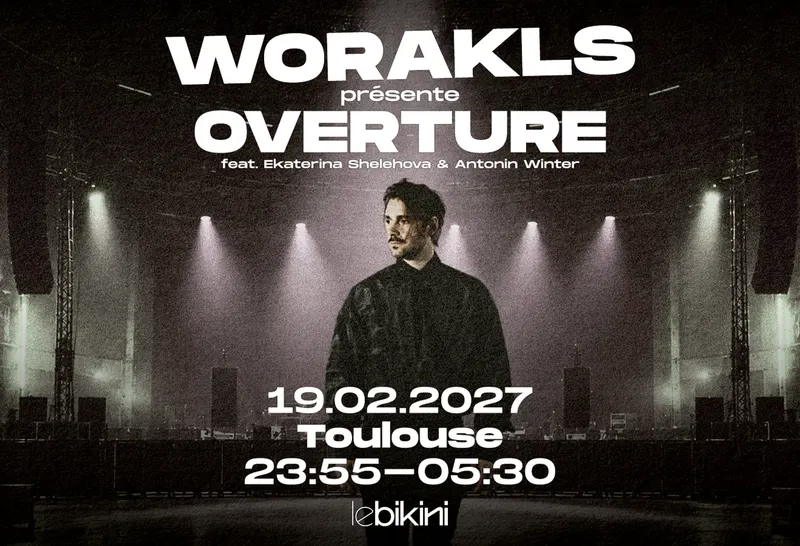 WORAKLS
présente
OVERTURE
feat. Ekaterina Shelehova & Antonin Winter
19.02.2027
Toulouse
23:55–05:30
lebikini